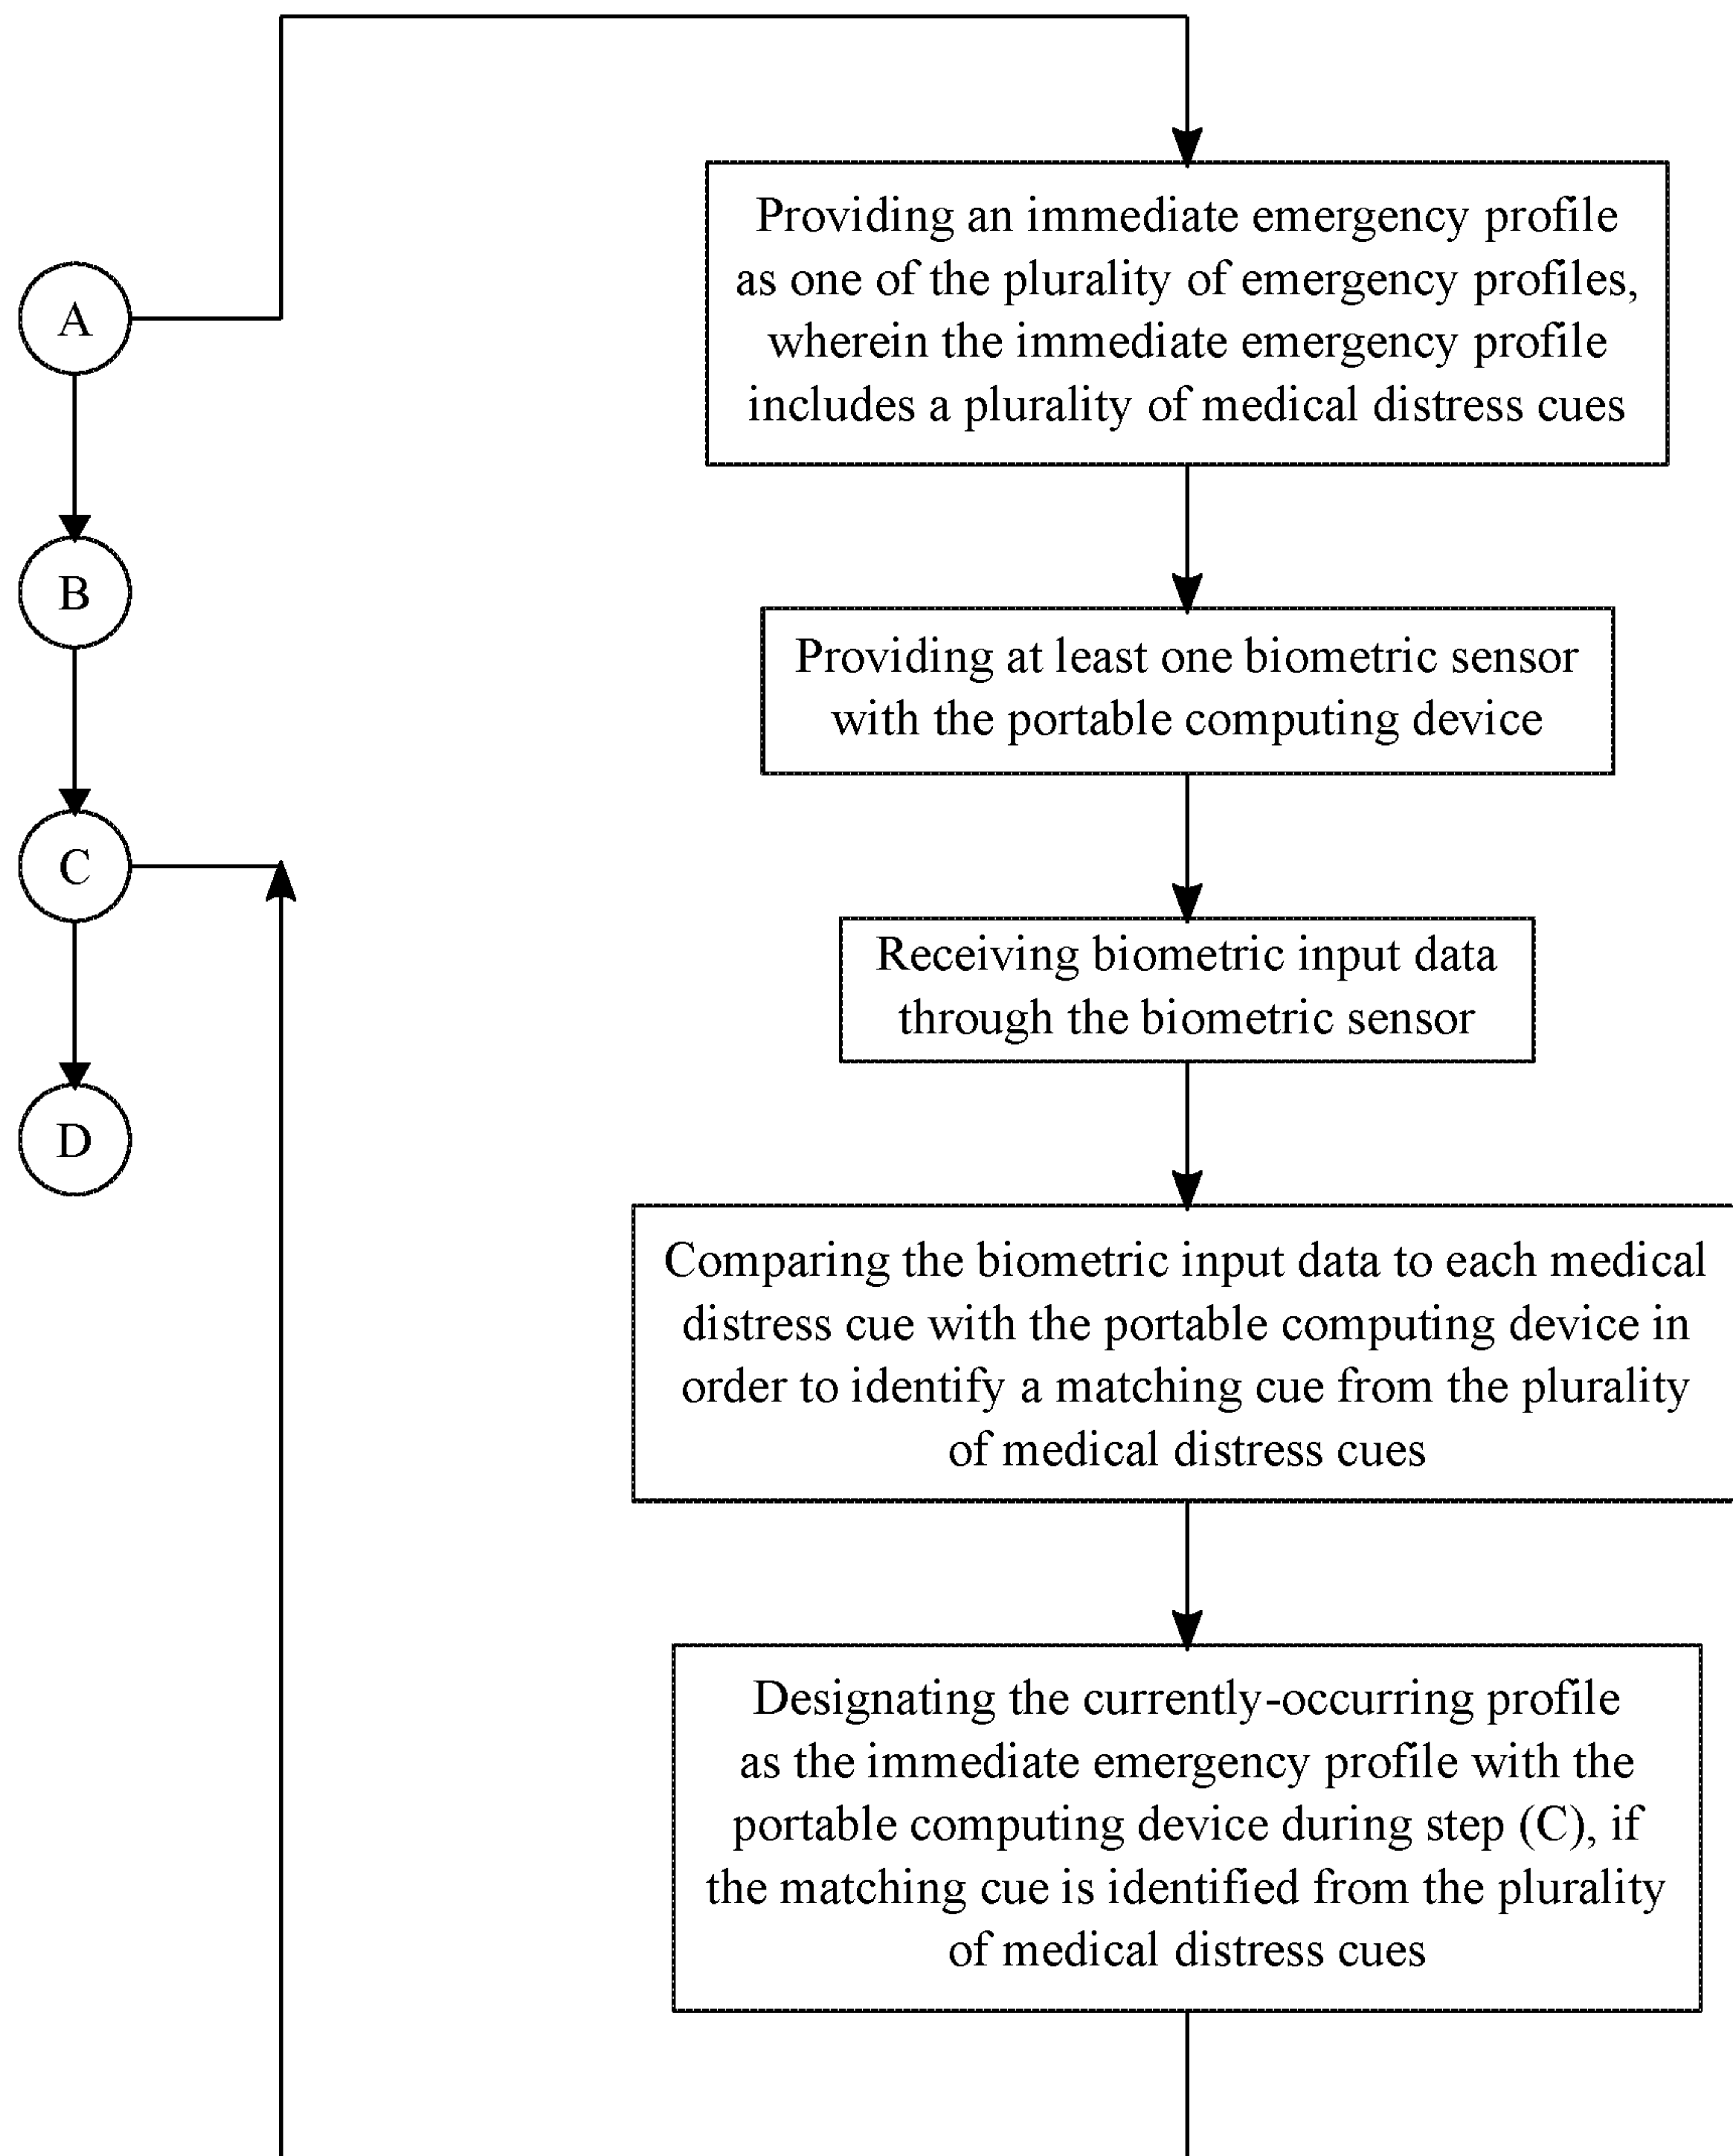 A
B
C
D
Providing an immediate emergency profile
as one of the plurality of emergency profiles,
wherein the immediate emergency profile
includes a plurality of medical distress cues
Providing at least one biometric sensor
with the portable computing device
Receiving biometric input data
through the biometric sensor
Comparing the biometric input data to each medical
distress cue with the portable computing device in
order to identify a matching cue from the plurality
of medical distress cues
Designating the currently-occurring profile
as the immediate emergency profile with the
portable computing device during step (C), if
the matching cue is identified from the plurality
of medical distress cues